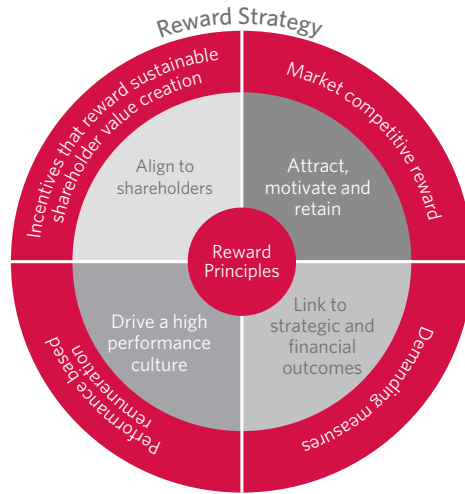 Reward Strategy
Incentives that reward sustainable
shareholder value creation
Market competitive reward
Align to
shareholders
Attract,
motivate and
retain
Reward
Principles
Drive a high
performance
culture
Link to
strategic and
financial
outcomes
Performance based
remuneration
Demanding measures